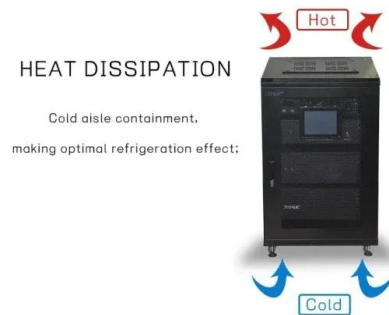 Hot
HEAT DISSIPATION
Cold aisle containment,
making optimal refrigeration effect;
Cold